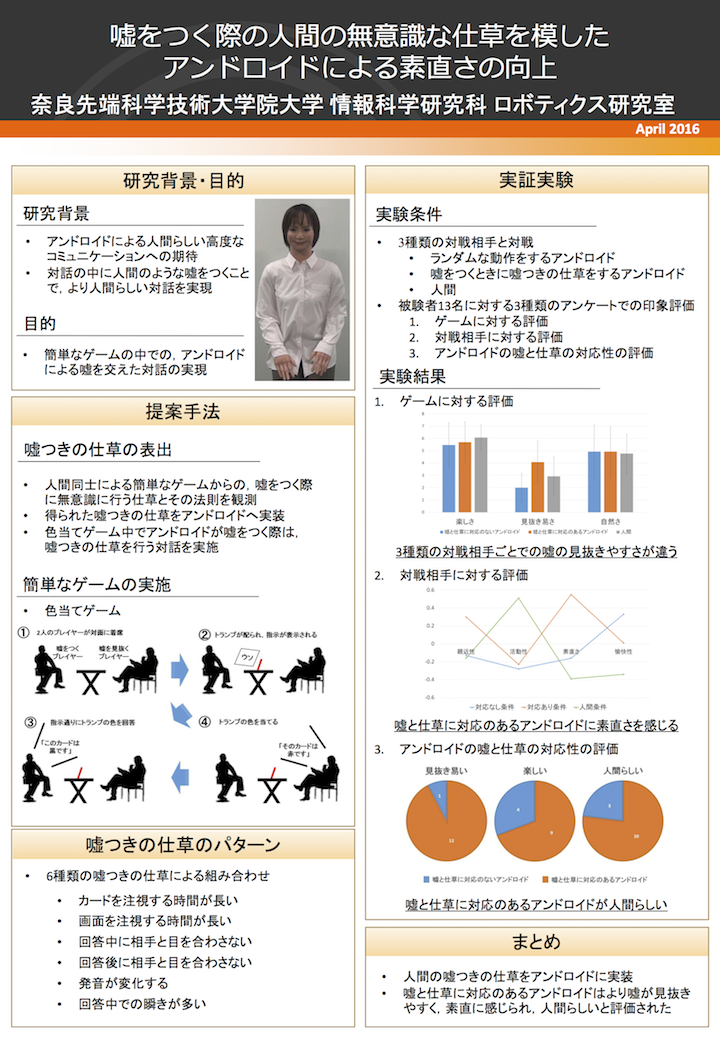 嘘をつく際の人間の無意識な仕草を模した
アンドロイドによる素直さの向上
奈良先端科学技術大学院大学 情報科学研究科 ロボティクス研究室
April 2016
研究背景・目的
研究背景
• アンドロイドによる人間らしい高度な
コミュニケーションへの期待
• 対話の中に人間のような嘘をつくこと
で，より人間らしい対話を実現
目的
• 簡単なゲームの中での，アンドロイド
による嘘を交えた対話の実現
提案手法
嘘つきの仕草の表出
• 人間同士による簡単なゲームからの，嘘をつく際
に無意識に行う仕草とその法則を観測
• 得られた嘘つきの仕草をアンドロイドへ実装
• 色当てゲーム中でアンドロイドが嘘をつく際は，
嘘つきの仕草を行う対話を実施
簡単なゲームの実施
• 色当てゲーム
① 2人のプレイヤーが対面に着席
嘘をつく
プレイヤー
嘘を見抜く
プレイヤー
② トランプが配られ、指示が表示される
ウソ
③ 指示通りにトランプの色を回答
「このカードは
黒です」
④ トランプの色を当てる
「そのカードは
赤です」
嘘つきの仕草のパターン
• 6種類の嘘つきの仕草による組み合わせ
• カードを注視する時間が長い
• 画面を注視する時間が長い
• 回答中に相手と目を合わさない
• 回答後に相手と目を合わさない
• 発音が変化する
• 回答中での瞬きが多い
実証実験
実験条件
• 3種類の対戦相手と対戦
• ランダムな動作をするアンドロイド
• 嘘をつくときに嘘つきの仕草をするアンドロイド
• 人間
• 被験者13名に対する3種類のアンケートでの印象評価
1. ゲームに対する評価
2. 対戦相手に対する評価
3. アンドロイドの嘘と仕草の対応性の評価
実験結果
1. ゲームに対する評価
8
7
6
5
4
3
2
1
0
楽しさ 見抜き易さ 自然さ
嘘と仕草に対応のないアンドロイド 嘘と仕草に対応のあるアンドロイド 人間
3種類の対戦相手ごとでの嘘の見抜きやすさが違う
2. 対戦相手に対する評価
0.6
0.4
0.2
0
-0.2
-0.4
-0.6
親近性 活動性 素直さ 愉快性
対応なし条件 対応あり条件 人間条件
嘘と仕草に対応のあるアンドロイドに素直さを感じる
3. アンドロイドの嘘と仕草の対応性の評価
見抜き易い 楽しい 人間らしい
1 12 4 9 3 10
嘘と仕草に対応のないアンドロイド 嘘と仕草に対応のあるアンドロイド
嘘と仕草に対応のあるアンドロイドが人間らしい
まとめ
• 人間の嘘つきの仕草をアンドロイドに実装
• 嘘と仕草に対応のあるアンドロイドはより嘘が見抜き
やすく，素直に感じられ，人間らしいと評価された